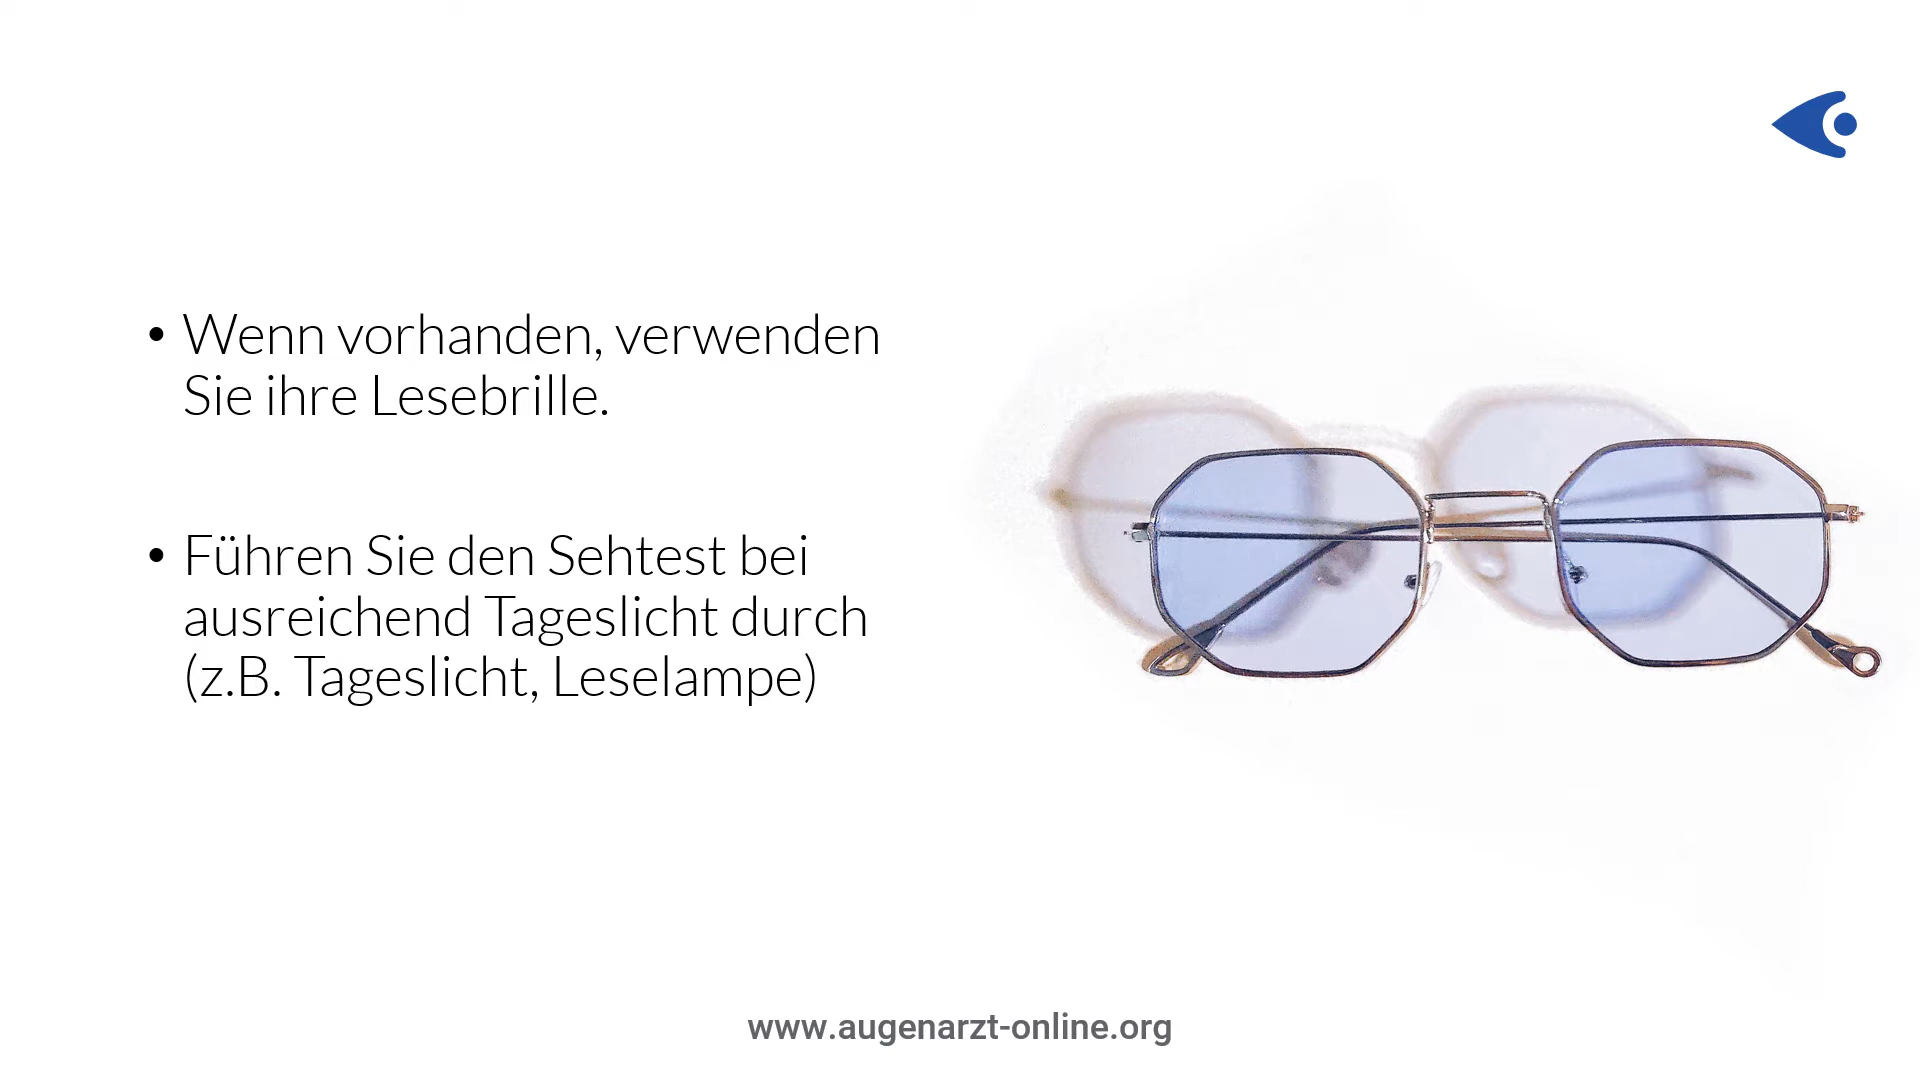 • Wenn vorhanden, verwenden
Sie ihre Lesebrille.
• Führen Sie den Sehtest bei
ausreichend Tageslicht durch
(z.B. Tageslicht, Leselampe)
www.augenarzt-online.org